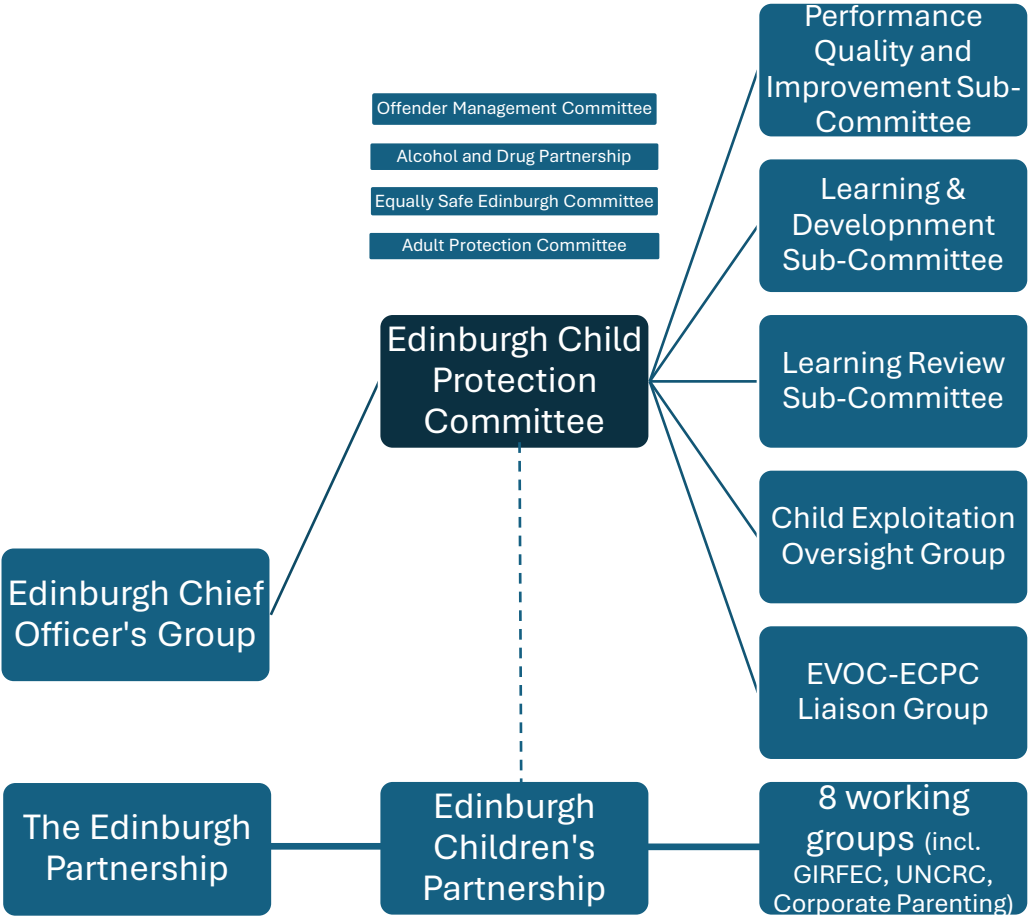 Performance
Quality and
Improvement Sub-
Committee
Offender Management Committee
Alcohol and Drug Partnership
Equally Safe Edinburgh Committee
Adult Protection Committee
Learning &
Developnment
Sub-Committee
Edinburgh Child
Protection
Committee
Learning Review
Sub-Committee
Child Exploitation
Oversight Group
Edinburgh Chief
Officer's Group
EVOC-ECPC
Liaison Group
The Edinburgh
Partnership
Edinburgh
Children's
Partnership
8 working
groups (incl.
GIRFEC, UNCRC,
Corporate Parenting)